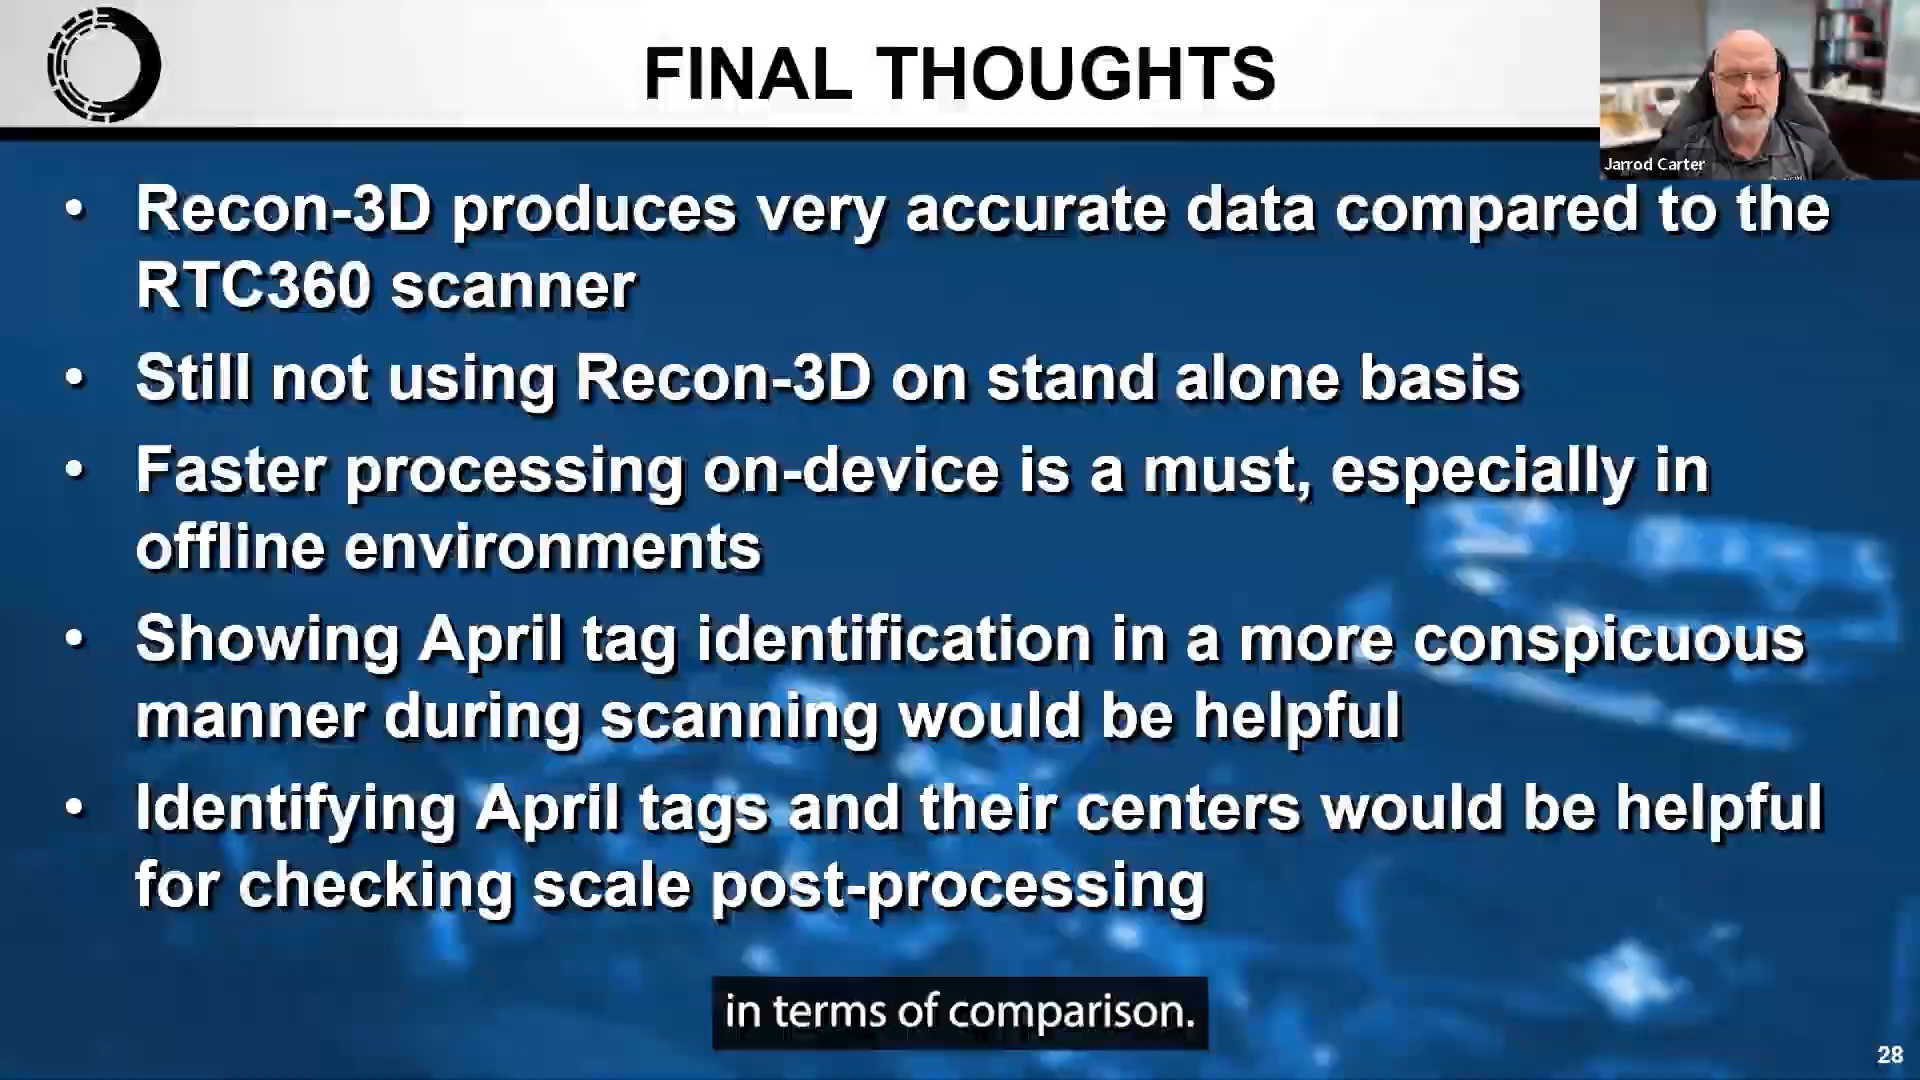 FINAL THOUGHTS
Jarrod Carter
• Recon-3D produces very accurate data compared to the
RTC360 scanner
• Still not using Recon-3D on stand alone basis
• Faster processing on-device is a must, especially in
offline environments
• Showing April tag identification in a more conspicuous
manner during scanning would be helpful
• Identifying April tags and their centers would be helpful
for checking scale post-processing
in terms of comparison.
28